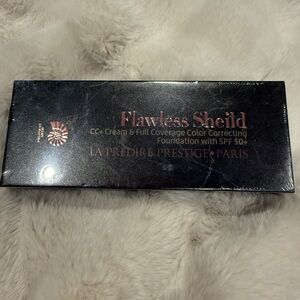 Flawless Sheild
CC+ Cream & Full Coverage Color Correcting
Foundation with SPF 50+
LA PREDIRE PRESTIGE, PARIS